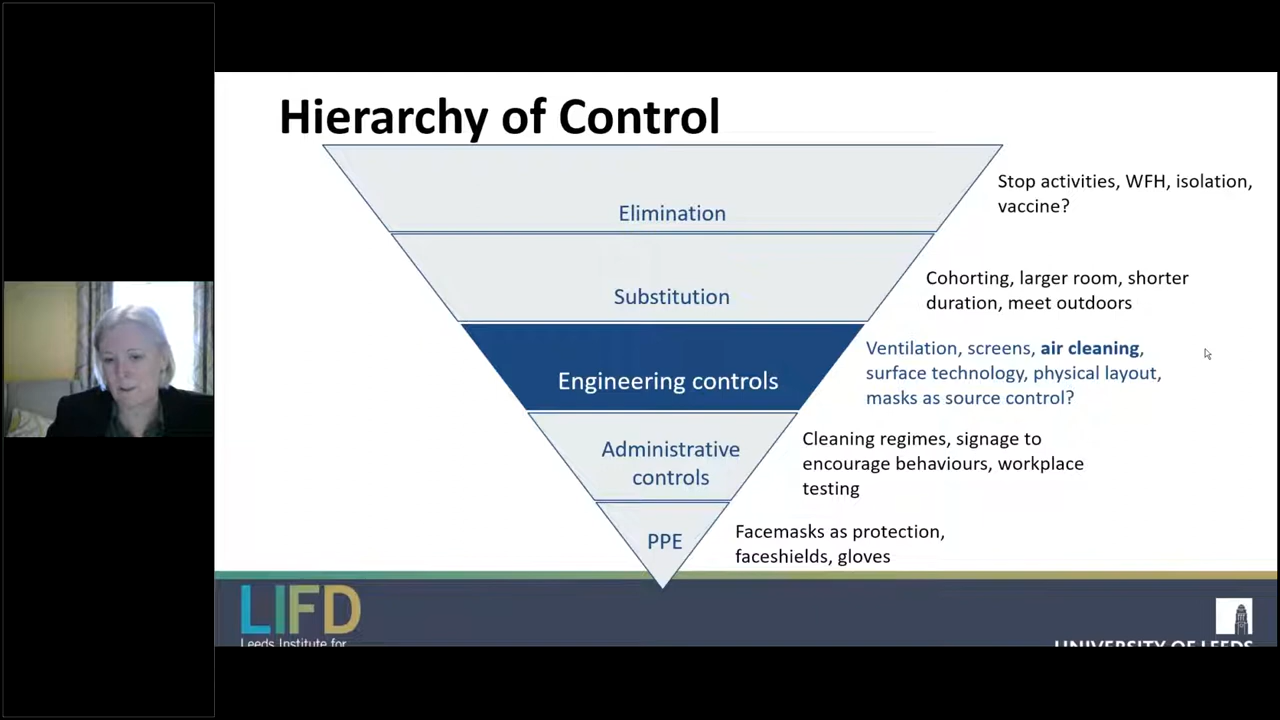 Hierarchy of Control
Elimination
Stop activities, WFH, isolation,
vaccine?
Substitution
Cohorting, larger room, shorter
duration, meet outdoors
Engineering controls
Ventilation, screens, air cleaning,
surface technology, physical layout,
masks as source control?
Administrative
controls
Cleaning regimes, signage to
encourage behaviours, workplace
testing
PPE
Facemasks as protection,
faceshields, gloves
LIFD
Leeds Institute for
UNIVERSITY OF LEEDS